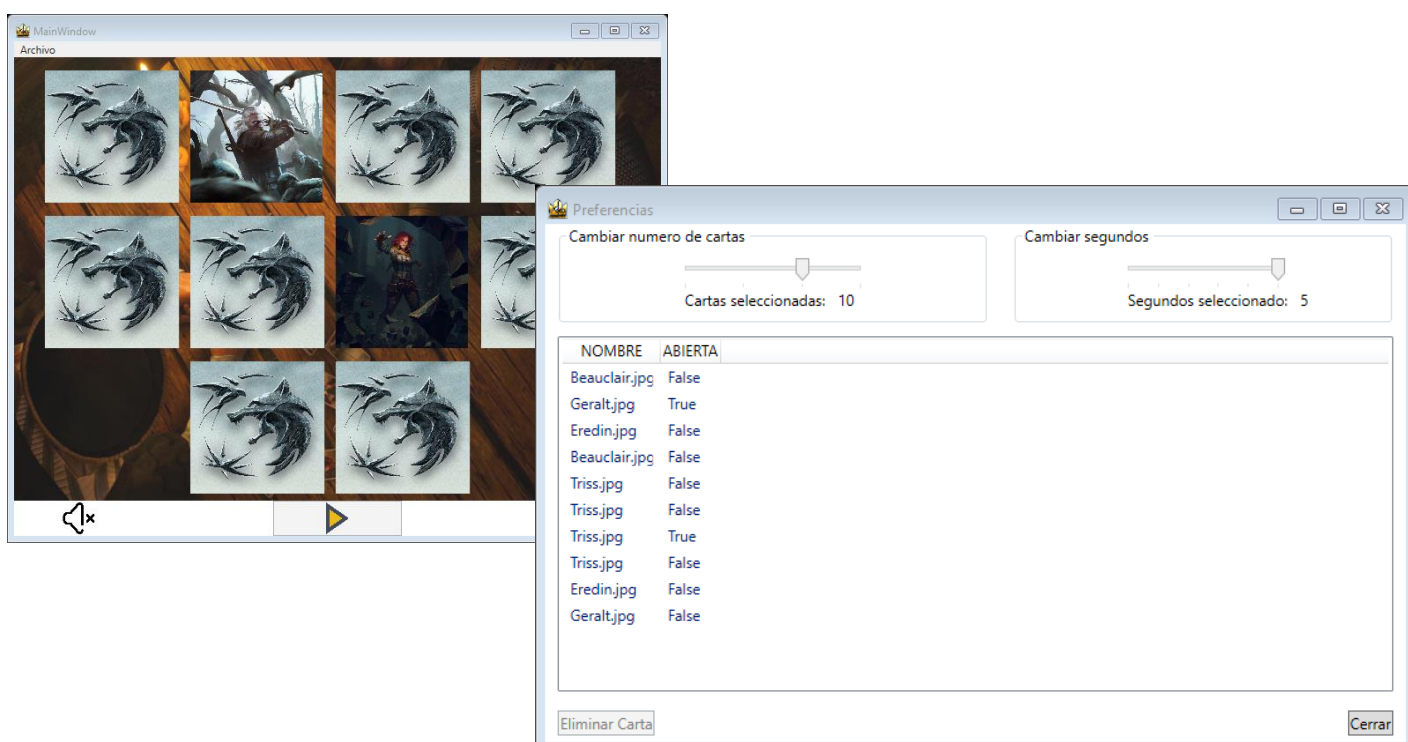 MainWindow
Archivo
Preferencias
Cambiar numero de cartas
Cartas seleccionadas: 10
Cambiar segundos
Segundos seleccionado: 5
NOMBRE ABIERTA
Beauclair.jpg False
Geralt.jpg True
Eredin.jpg False
Beauclair.jpg False
Triss.jpg False
Triss.jpg False
Triss.jpg True
Triss.jpg False
Eredin.jpg False
Geralt.jpg False
Eliminar Carta
Cerrar